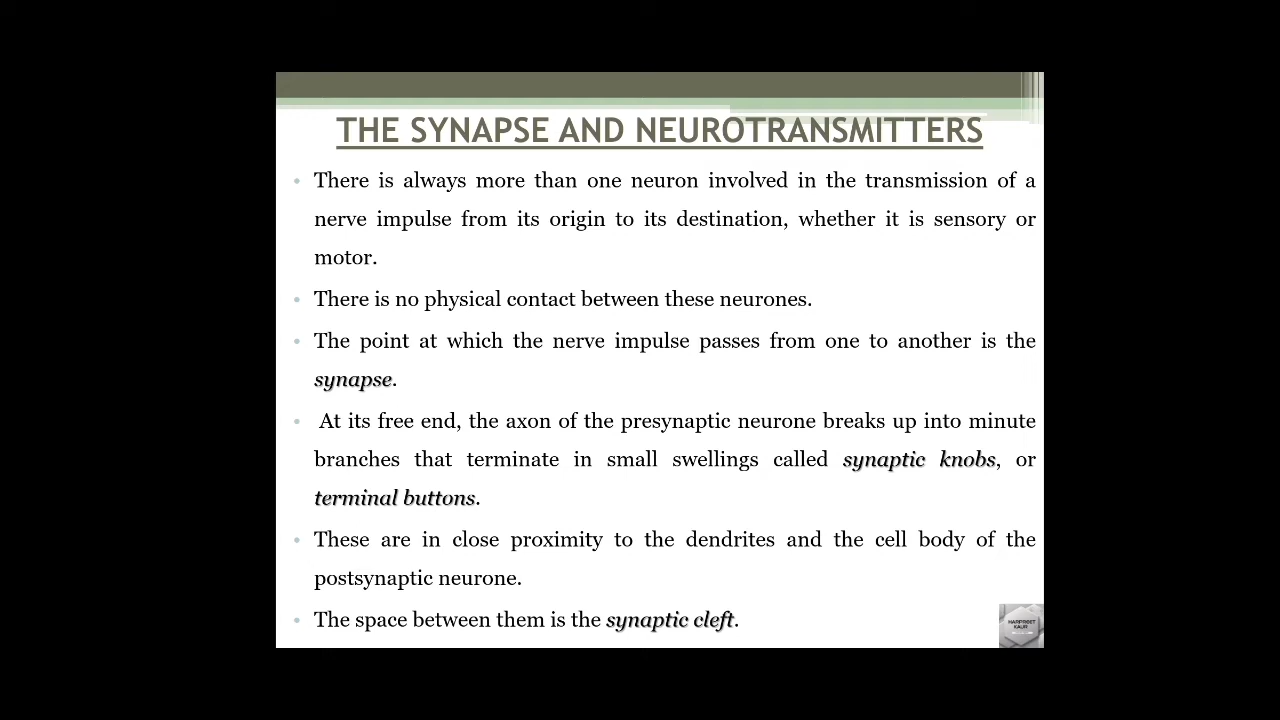 THE SYNAPSE AND NEUROTRANSMITTERS
• There is always more than one neuron involved in the transmission of a
nerve impulse from its origin to its destination, whether it is sensory or
motor.
• There is no physical contact between these neurones.
• The point at which the nerve impulse passes from one to another is the
synapse.
• At its free end, the axon of the presynaptic neurone breaks up into minute
branches that terminate in small swellings called synaptic knobs, or
terminal buttons.
• These are in close proximity to the dendrites and the cell body of the
postsynaptic neurone.
• The space between them is the synaptic cleft.
HARPREET
KAUR